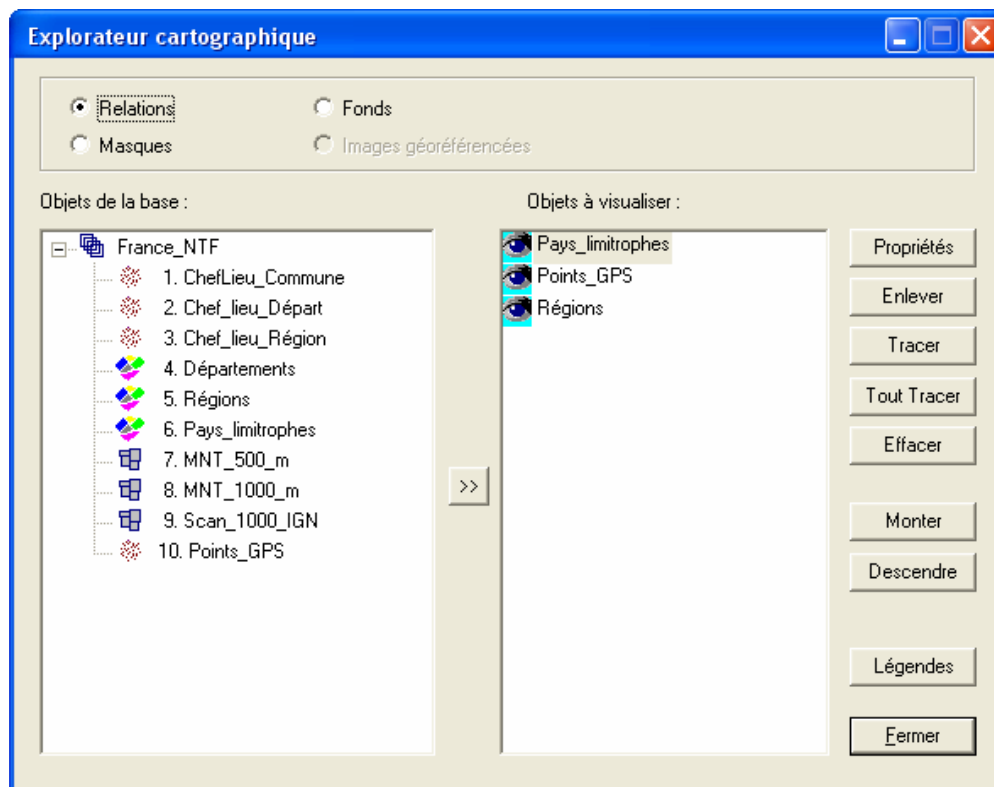 Explorateur cartographique
Relations
Fonds
Masques
Images géoréférencées
Objets de la base :
Objets à visualiser :
France_NTF
1. ChefLieu_Commune
2. Chef_lieu_Départ
3. Chef_lieu_Région
4. Départements
5. Régions
6. Pays_limitrophes
7. MNT_500_m
8. MNT_1000_m
9. Scan_1000_IGN
10. Points_GPS
>>
Pays_limitrophes
Points_GPS
Régions
Propriétés
Enlever
Tracer
Tout Tracer
Effacer
Monter
Descendre
Légendes
Fermer